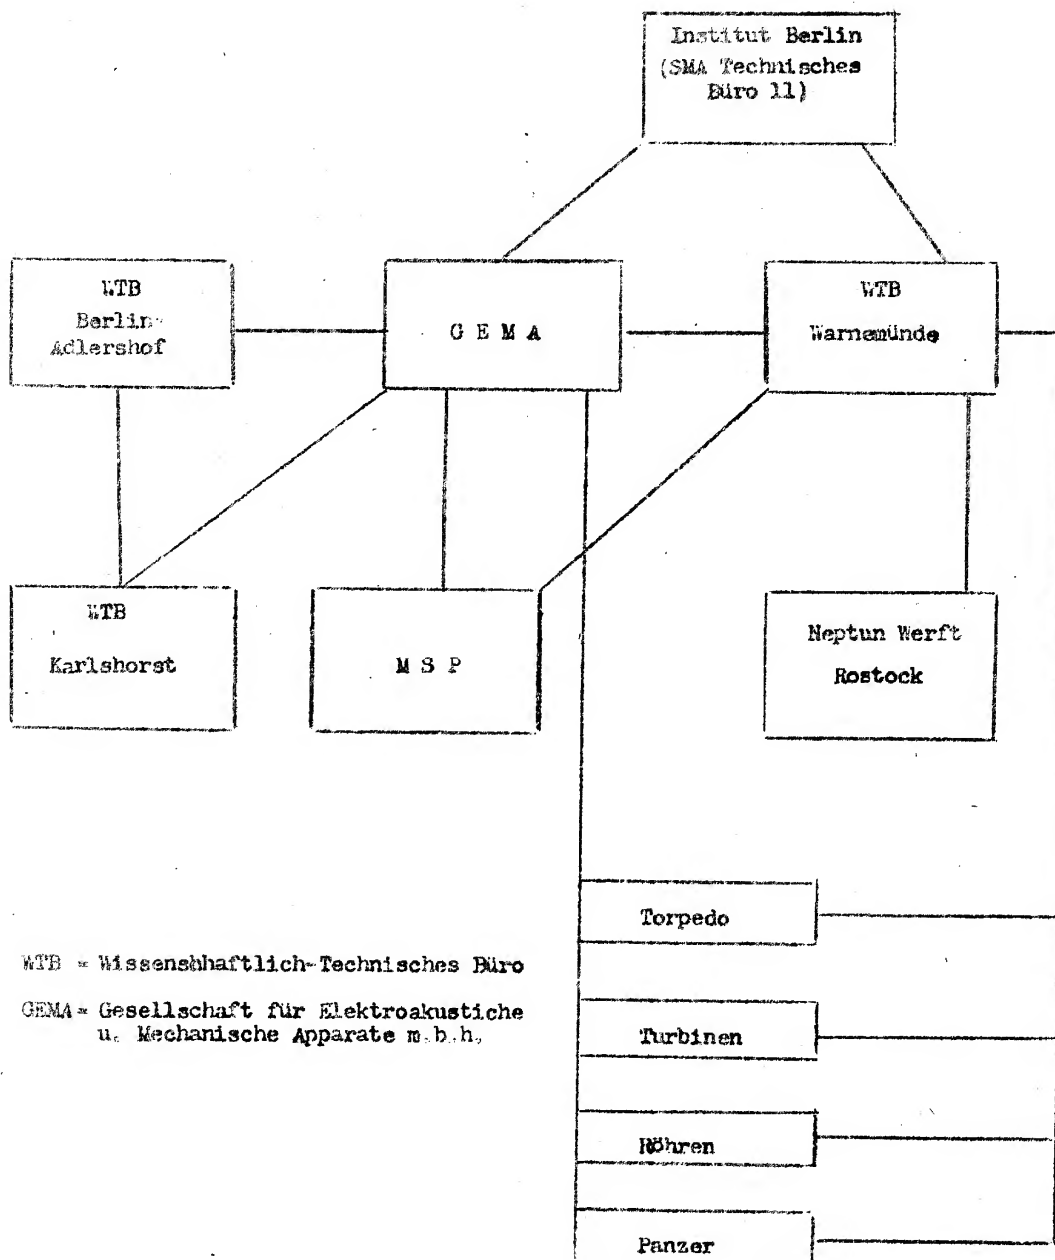 Institut Berlin
(SMA Technisches
Büro 11)
WTB
Berlin-
Adlershof
G E M A
WTB
Warnemünde
WTB
Karlshorst
M S P
Neptun Werft
Rostock
Torpedo
WTB = Wissenshhaftlich-Technisches Büro
GEMA = Gesellschaft für Elektroakustiche
u. Mechanische Apparate m.b.h.
Turbinen
Röhren
Panzer